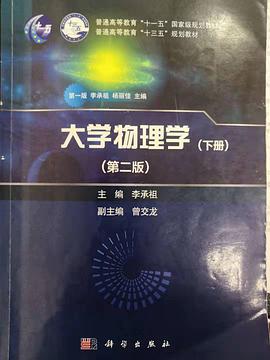 普通高等教育"十一五"国家级规划教材
普通高等教育"十三五"规划教材
第一版 李承祖 杨丽佳 主编
大学物理学(下册)
(第二版)
主编 李承祖
副主编 曾交龙
科学出版社